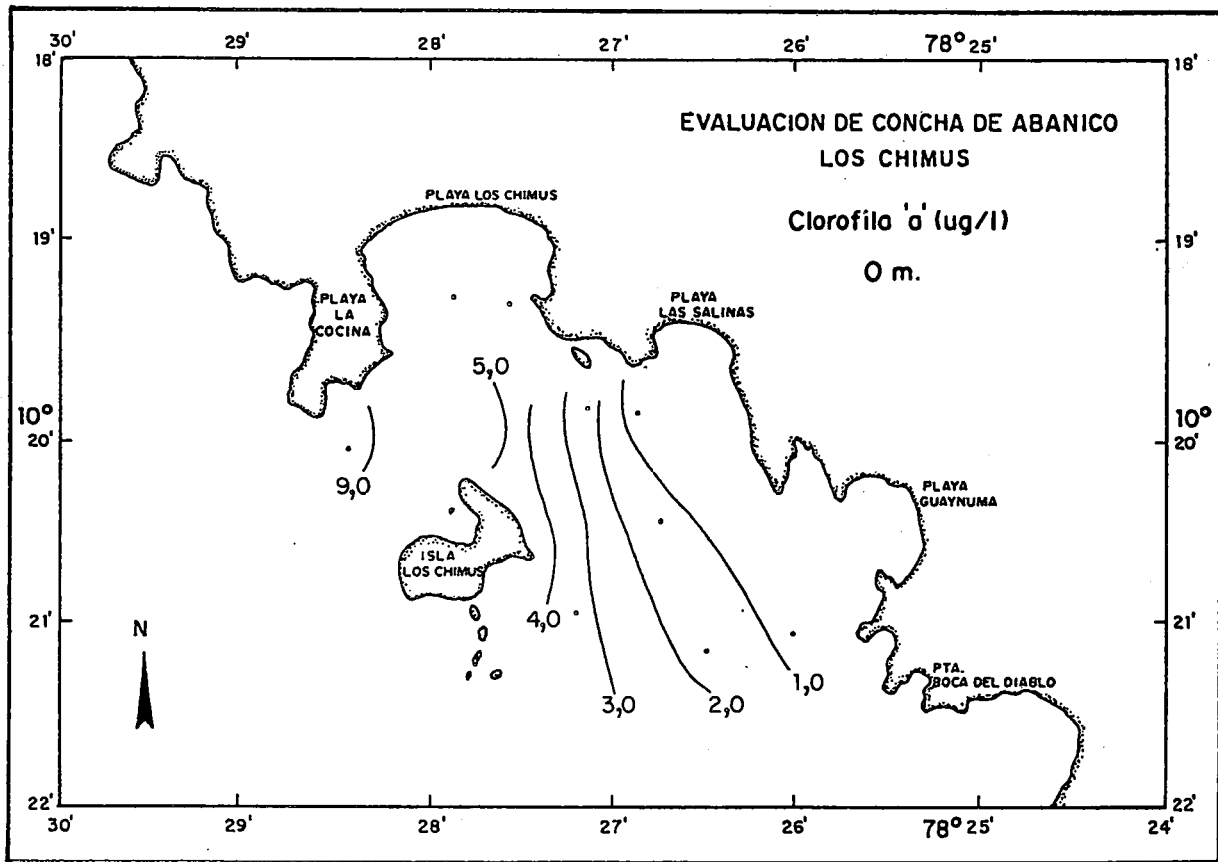 30' 29' 28' 27' 26' 78° 25'
18' 18'
EVALUACION DE CONCHA DE ABANICO
LOS CHIMUS
Clorofila 'a' (ug/l)
0 m.
PLAYA LOS CHIMUS
19' 19'
PLAYA
LA
COCINA
PLAYA
LAS SALINAS
5,0
10° 10°
20' 20'
9,0
PLAYA
GUAYNUMA
ISLA
LOS CHIMUS
4,0
21' 21'
N
PTA.
BOCA DEL DIABLO
3,0
2,0
1,0
22' 22'
30' 29' 28' 27' 26' 78° 25' 24'